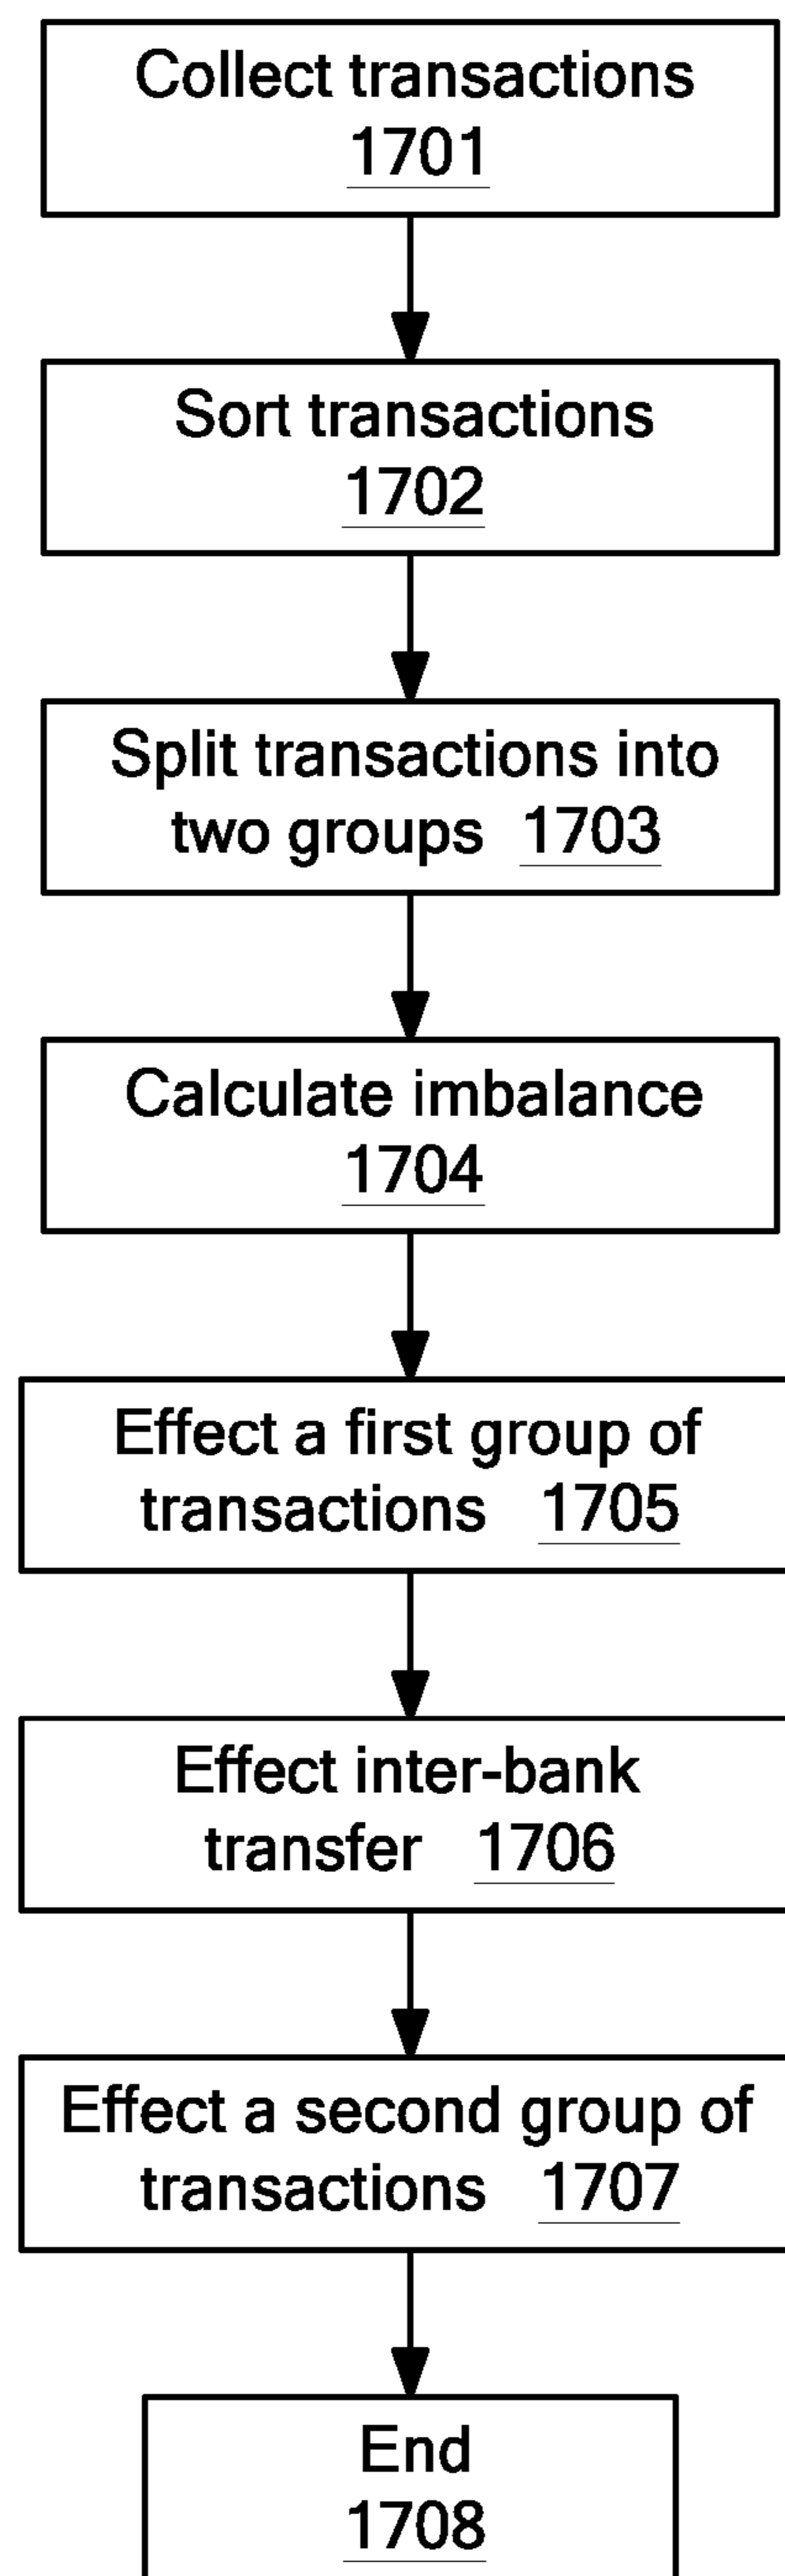 Collect transactions
1701
Sort transactions
1702
Split transactions into
two groups 1703
Calculate imbalance
1704
Effect a first group of
transactions 1705
Effect inter-bank
transfer 1706
Effect a second group of
transactions 1707
End
1708